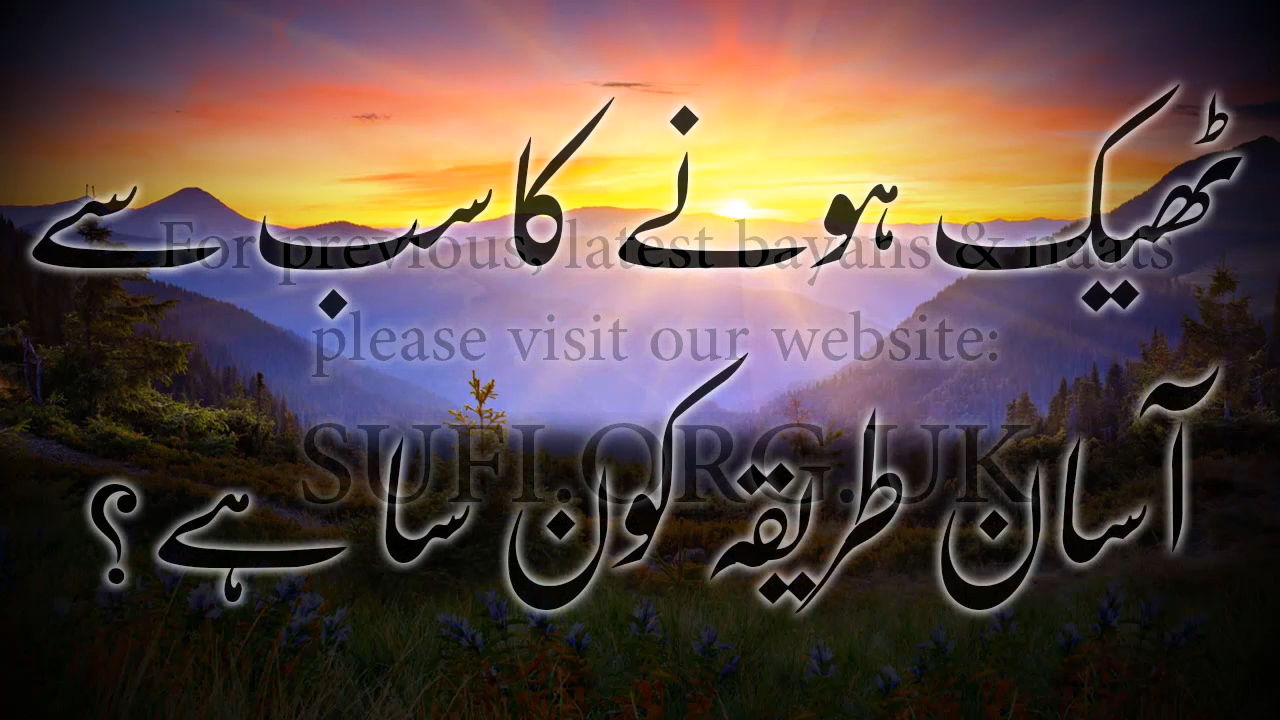 ٹھیک ہونے کا سب سے
For previous, latest bayans & naats
please visit our website:
آسان طریقہ کون سا ہے؟
SUFI.ORG.UK